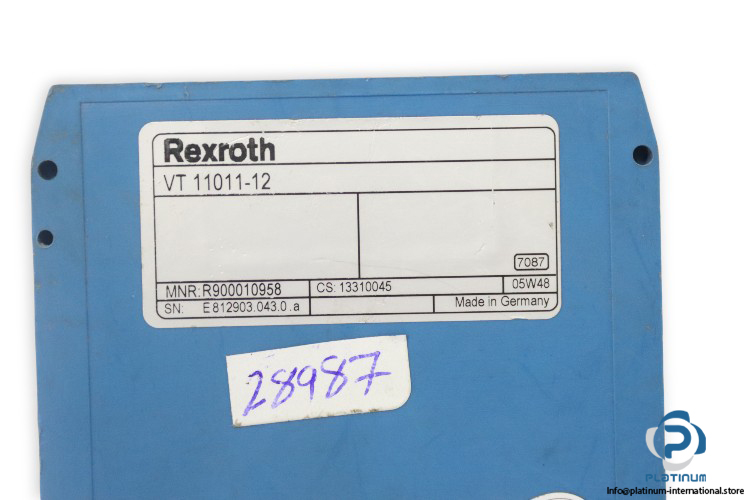 Rexroth
VT 11011-12
7087
MNR:R900010958 CS:13310045 05W48
SN: E812903.043.0.a Made in Germany
28987
PLATINUM
Info@platinum-international.store